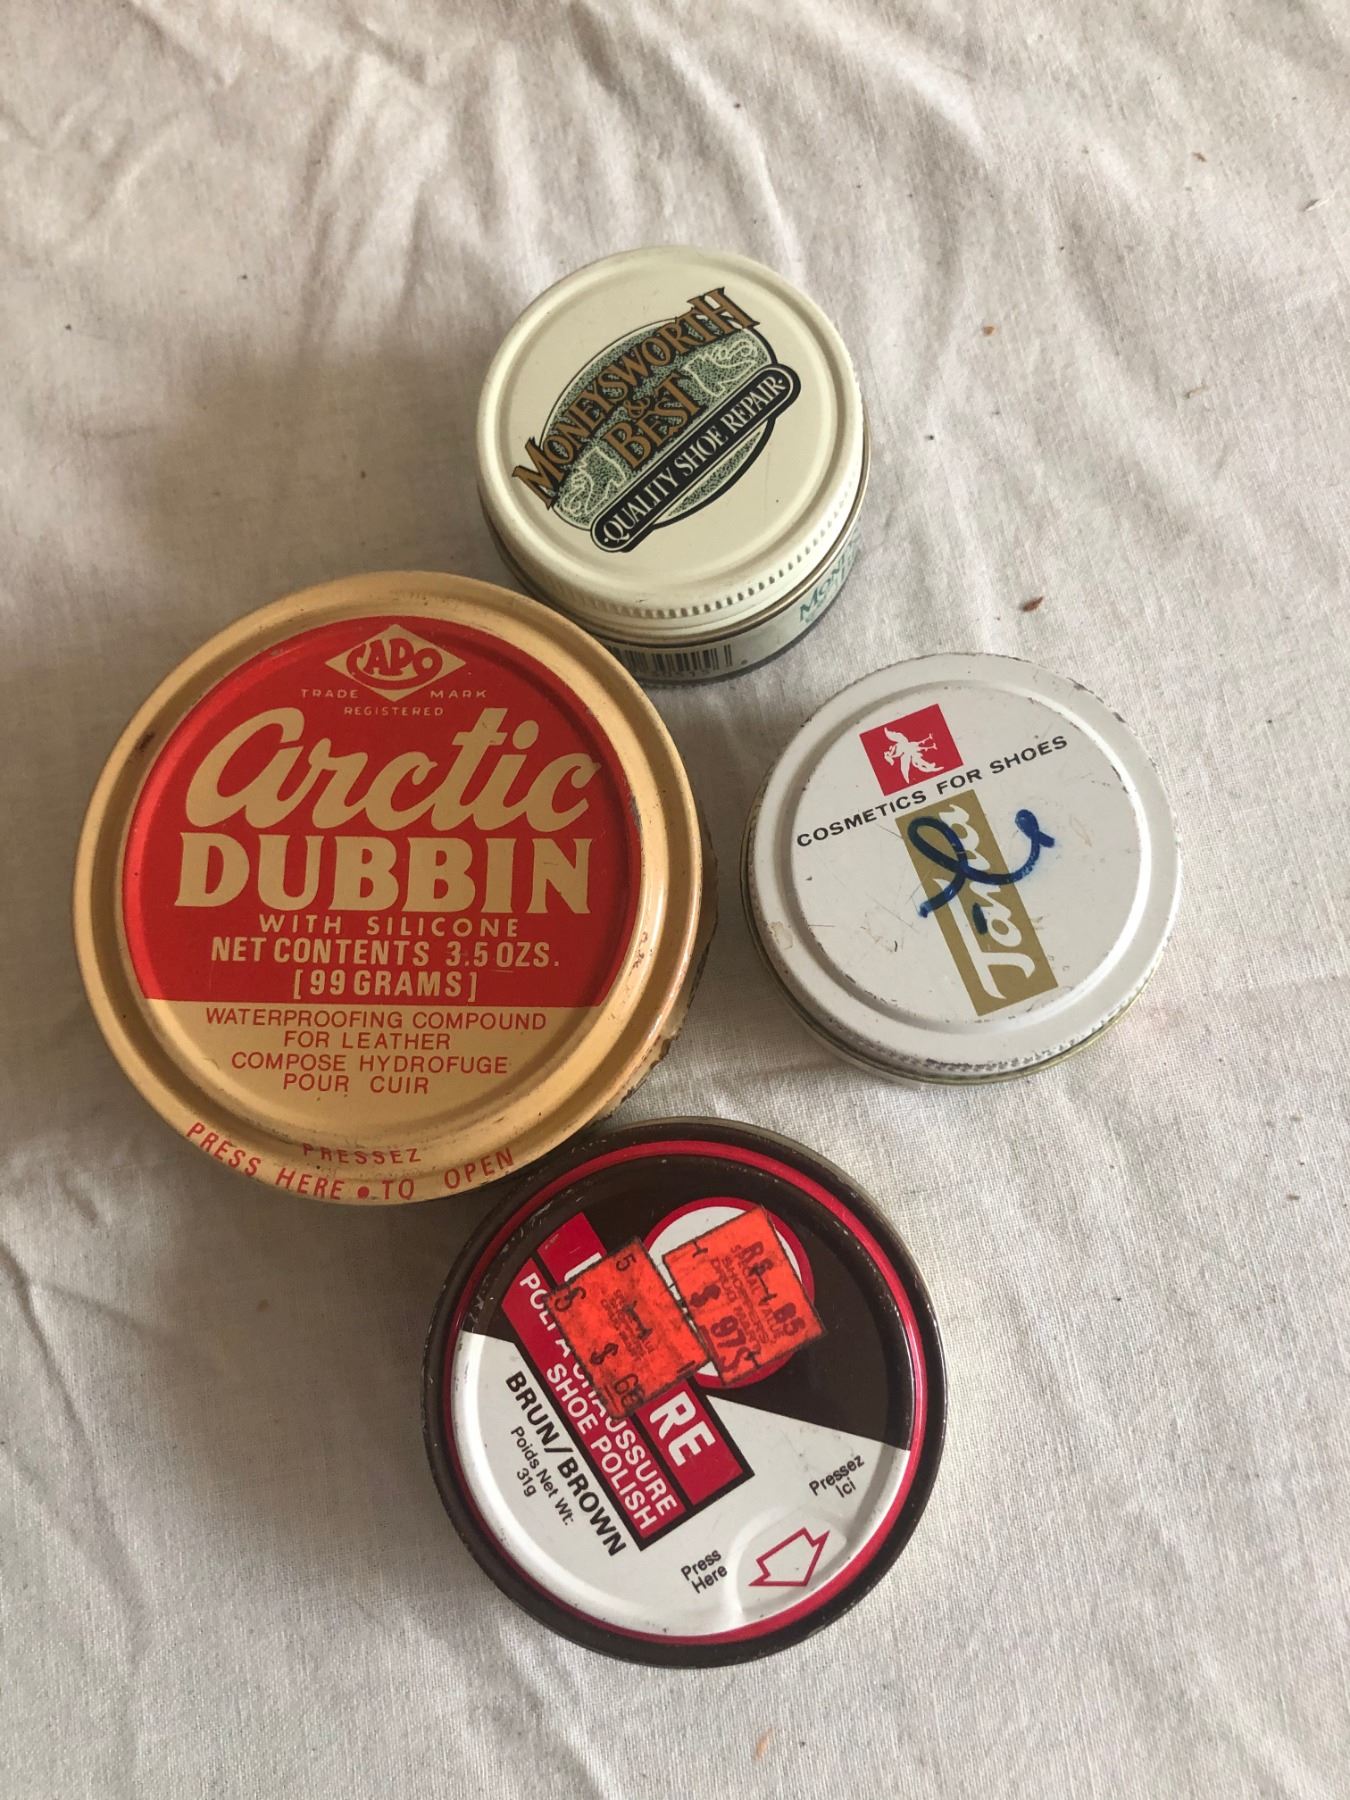 MONEYSWORTH
&
BEST
QUALITY SHOE REPAIR
CAPO
TRADE MARK
REGISTERED
arctic
DUBBIN
WITH SILICONE
NET CONTENTS 3.5 OZS.
[99 GRAMS]
WATERPROOFING COMPOUND
FOR LEATHER
COMPOSE HYDROFUGE
POUR CUIR
PRESSEZ
PRESS HERE • TO OPEN
COSMETICS FOR SHOES
RE
CHAUSSURE
SHOE POLISH
BRUN/BROWN
Poids Net Wt:
31g
Pressez
Ici
Press
Here
$ 97